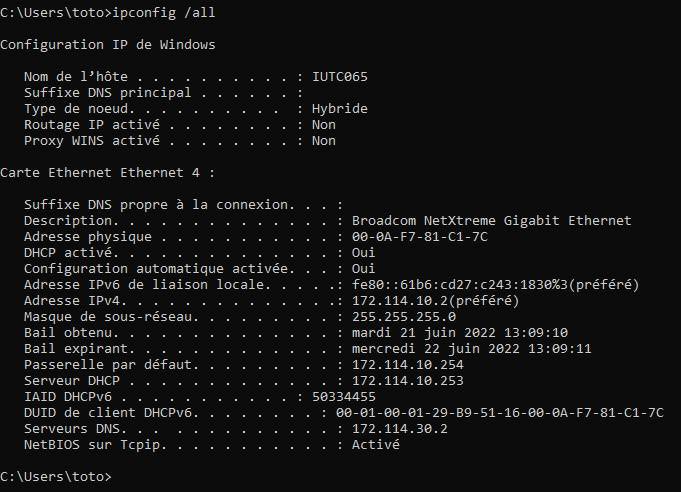 C:\Users\toto>ipconfig /all
Configuration IP de Windows
Nom de l’hôte . . . . . . . . . . : IUTC065
Suffixe DNS principal . . . . . . :
Type de noeud. . . . . . . . . . : Hybride
Routage IP activé . . . . . . . . : Non
Proxy WINS activé . . . . . . . . : Non
Carte Ethernet Ethernet 4 :
Suffixe DNS propre à la connexion. . . :
Description. . . . . . . . . . . . . . : Broadcom NetXtreme Gigabit Ethernet
Adresse physique . . . . . . . . . . . : 00-0A-F7-81-C1-7C
DHCP activé. . . . . . . . . . . . . . : Oui
Configuration automatique activée. . . : Oui
Adresse IPv6 de liaison locale. . . . .: fe80::61b6:cd27:c243:1830%3(préféré)
Adresse IPv4. . . . . . . . . . . . . .: 172.114.10.2(préféré)
Masque de sous-réseau. . . . . . . . . : 255.255.255.0
Bail obtenu. . . . . . . . . . . . . . : mardi 21 juin 2022 13:09:10
Bail expirant. . . . . . . . . . . . . : mercredi 22 juin 2022 13:09:11
Passerelle par défaut. . . . . . . . . : 172.114.10.254
Serveur DHCP . . . . . . . . . . . . . : 172.114.10.253
IAID DHCPv6 . . . . . . . . . . . : 50334455
DUID de client DHCPv6. . . . . . . . : 00-01-00-01-29-B9-51-16-00-0A-F7-81-C1-7C
Serveurs DNS. . . . . . . . . . . . . : 172.114.30.2
NetBIOS sur Tcpip. . . . . . . . . . . : Activé
C:\Users\toto>